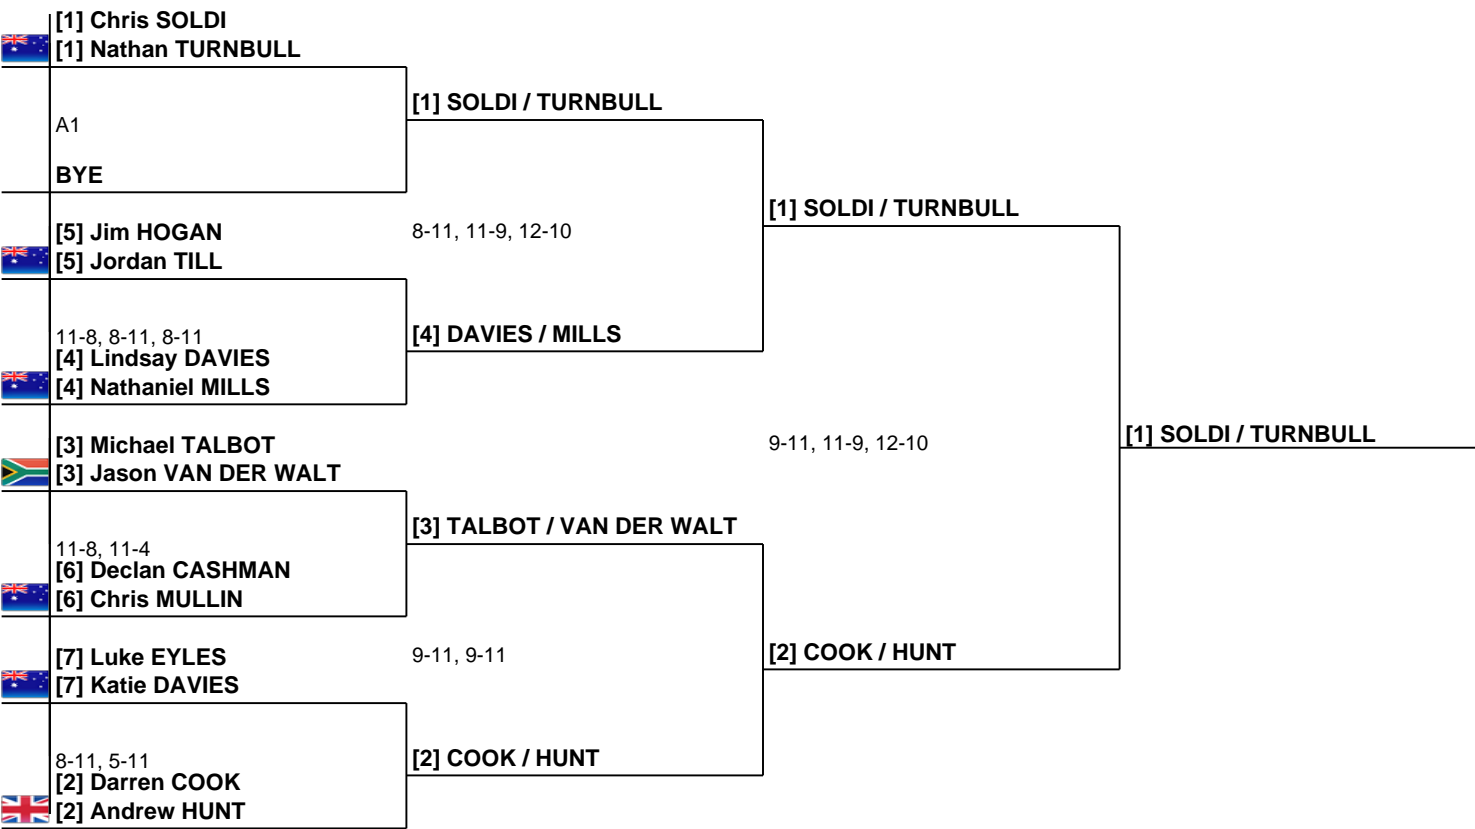 [1] Chris SOLDI
[1] Nathan TURNBULL
A1
BYE
[5] Jim HOGAN
[5] Jordan TILL
11-8, 8-11, 8-11
[4] Lindsay DAVIES
[4] Nathaniel MILLS
[3] Michael TALBOT
[3] Jason VAN DER WALT
11-8, 11-4
[6] Declan CASHMAN
[6] Chris MULLIN
[7] Luke EYLES
[7] Katie DAVIES
8-11, 5-11
[2] Darren COOK
[2] Andrew HUNT
[1] SOLDI / TURNBULL
8-11, 11-9, 12-10
[4] DAVIES / MILLS
[3] TALBOT / VAN DER WALT
9-11, 9-11
[2] COOK / HUNT
[1] SOLDI / TURNBULL
9-11, 11-9, 12-10
[2] COOK / HUNT
[1] SOLDI / TURNBULL